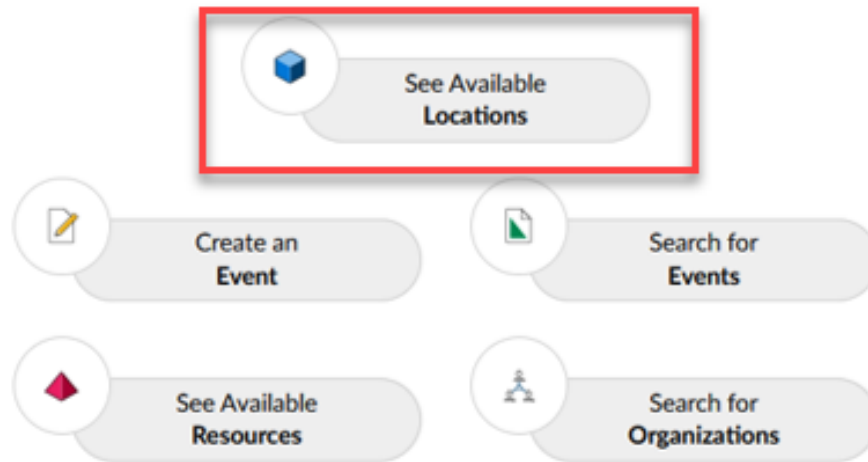 See Available
Locations
Create an
Event
Search for
Events
See Available
Resources
Search for
Organizations